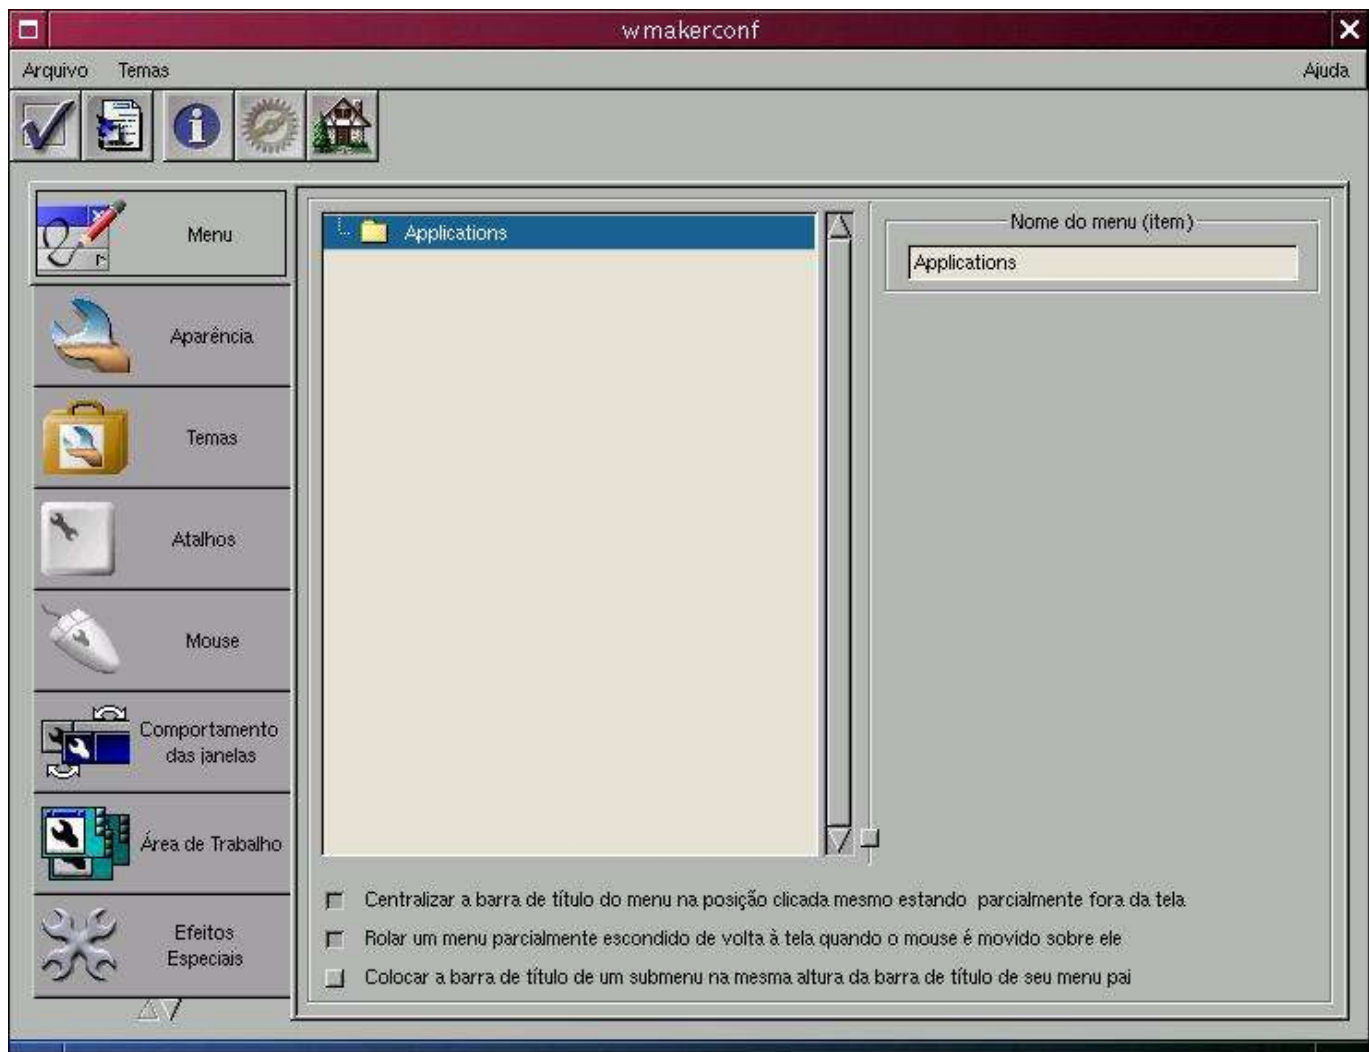 wmakerconf
Arquivo Temas Ajuda
Menu
Aparência
Temas
Atalhos
Mouse
Comportamento
das janelas
Área de Trabalho
Efeitos
Especiais
Applications
Nome do menu (item)
Applications
Centralizar a barra de título do menu na posição clicada mesmo estando parcialmente fora da tela
Rolar um menu parcialmente escondido de volta à tela quando o mouse é movido sobre ele
Colocar a barra de título de um submenu na mesma altura da barra de título de seu menu pai